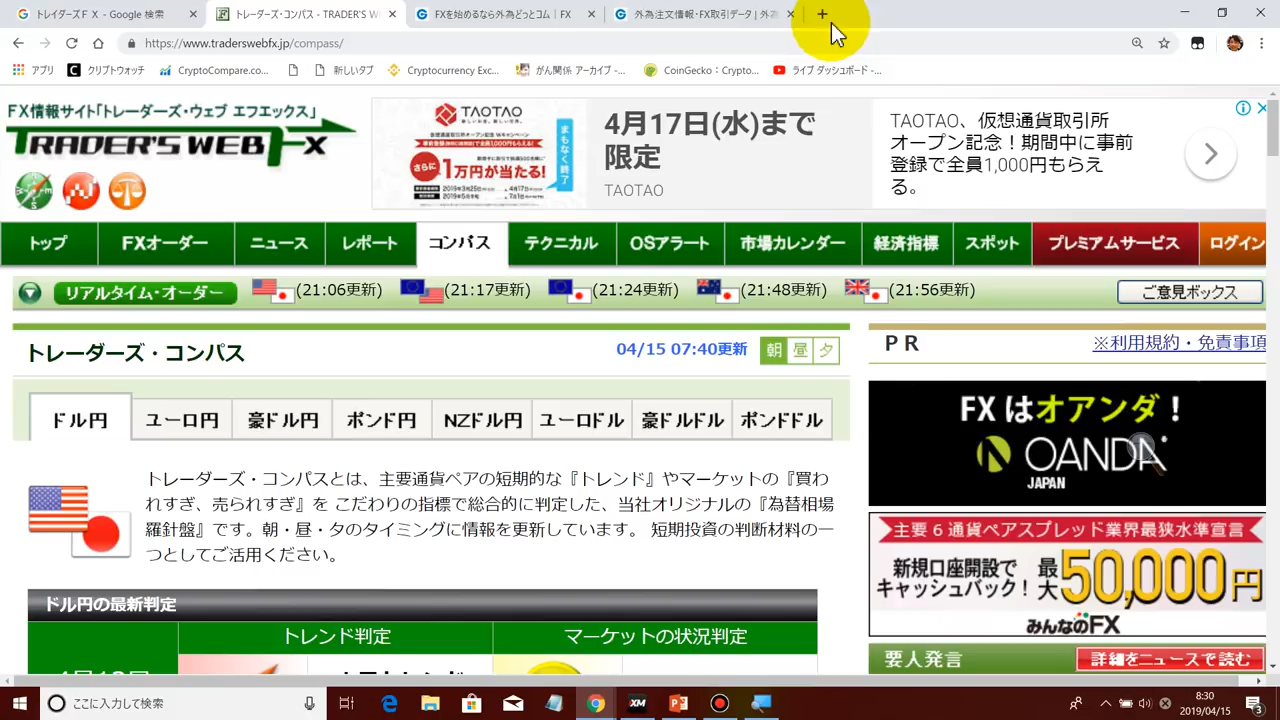 トレイダーズＦＸ - Google 検索
トレーダーズ・コンパス - TRADER'S W
FXを始めるなら外為どっとコム｜FX
外為注文情報・FX取引データ｜外為
https://www.traderswebfx.jp/compass/
アプリ
クリプトウォッチ
CryptoCompare.co...
新しいタブ
Cryptocurrency Exc...
がん関係 アーカイブ -...
CoinGecko：Crypto...
ライブ ダッシュボード -...
FX情報サイト「トレーダーズ・ウェブ エフエックス」
TRADER'S WEB FX
TAOTAO
さらに1万円が当たる!
まもなく終了
4月17日(水)まで
限定
TAOTAO
TAOTAO、仮想通貨取引所
オープン記念！期間中に事前
登録で全員1,000円もらえ
る。
トップ
FXオーダー
ニュース
レポート
コンパス
テクニカル
OSアラート
市場カレンダー
経済指標
スポット
プレミアムサービス
ログイン
リアルタイム・オーダー
(21:06更新)
(21:17更新)
(21:24更新)
(21:48更新)
(21:56更新)
ご意見ボックス
トレーダーズ・コンパス
04/15 07:40更新
朝 昼 夕
ＰＲ
※利用規約・免責事項
ドル円
ユーロ円
豪ドル円
ポンド円
NZドル円
ユーロドル
豪ドルドル
ポンドドル
トレーダーズ・コンパスとは、主要通貨ペアの短期的な『トレンド』やマーケットの『買わ
れすぎ、売られすぎ』を こだわりの指標で総合的に判定した、当社オリジナルの『為替相場
羅針盤』です。朝・昼・夕のタイミングに情報を更新しています。 短期投資の判断材料の一
つとしてご活用ください。
FXはオアンダ！
OANDA
JAPAN
主要６通貨ペアスプレッド業界最狭水準宣言
新規口座開設で
キャッシュバック！
最大50,000円
みんなのFX
ドル円の最新判定
トレンド判定
マーケットの状況判定
要人発言
詳細をニュースで読む
ここに入力して検索
8:30
2019/04/15
3